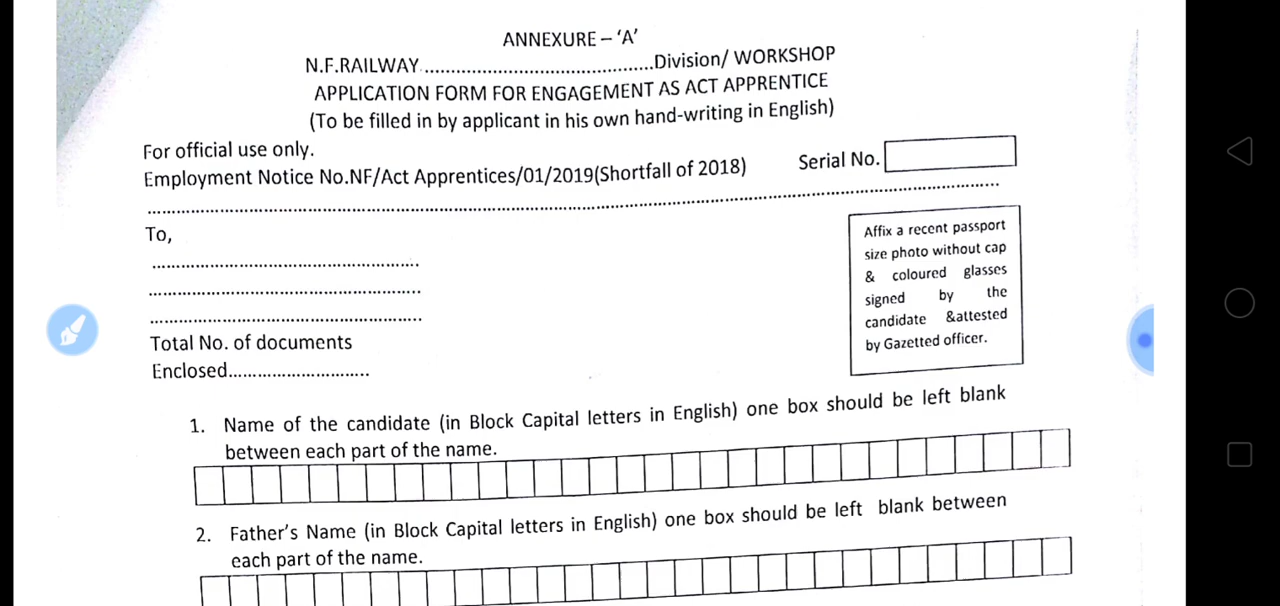 ANNEXURE – ‘A’
N.F.RAILWAY............................................Division/ WORKSHOP
APPLICATION FORM FOR ENGAGEMENT AS ACT APPRENTICE
(To be filled in by applicant in his own hand-writing in English)
For official use only.
Employment Notice No.NF/Act Apprentices/01/2019(Shortfall of 2018)
Serial No.
To,
Affix a recent passport
size photo without cap
& coloured glasses
signed by the
candidate &attested
by Gazetted officer.
Total No. of documents
Enclosed.............................
1. Name of the candidate (in Block Capital letters in English) one box should be left blank
between each part of the name.
2. Father’s Name (in Block Capital letters in English) one box should be left blank between
each part of the name.